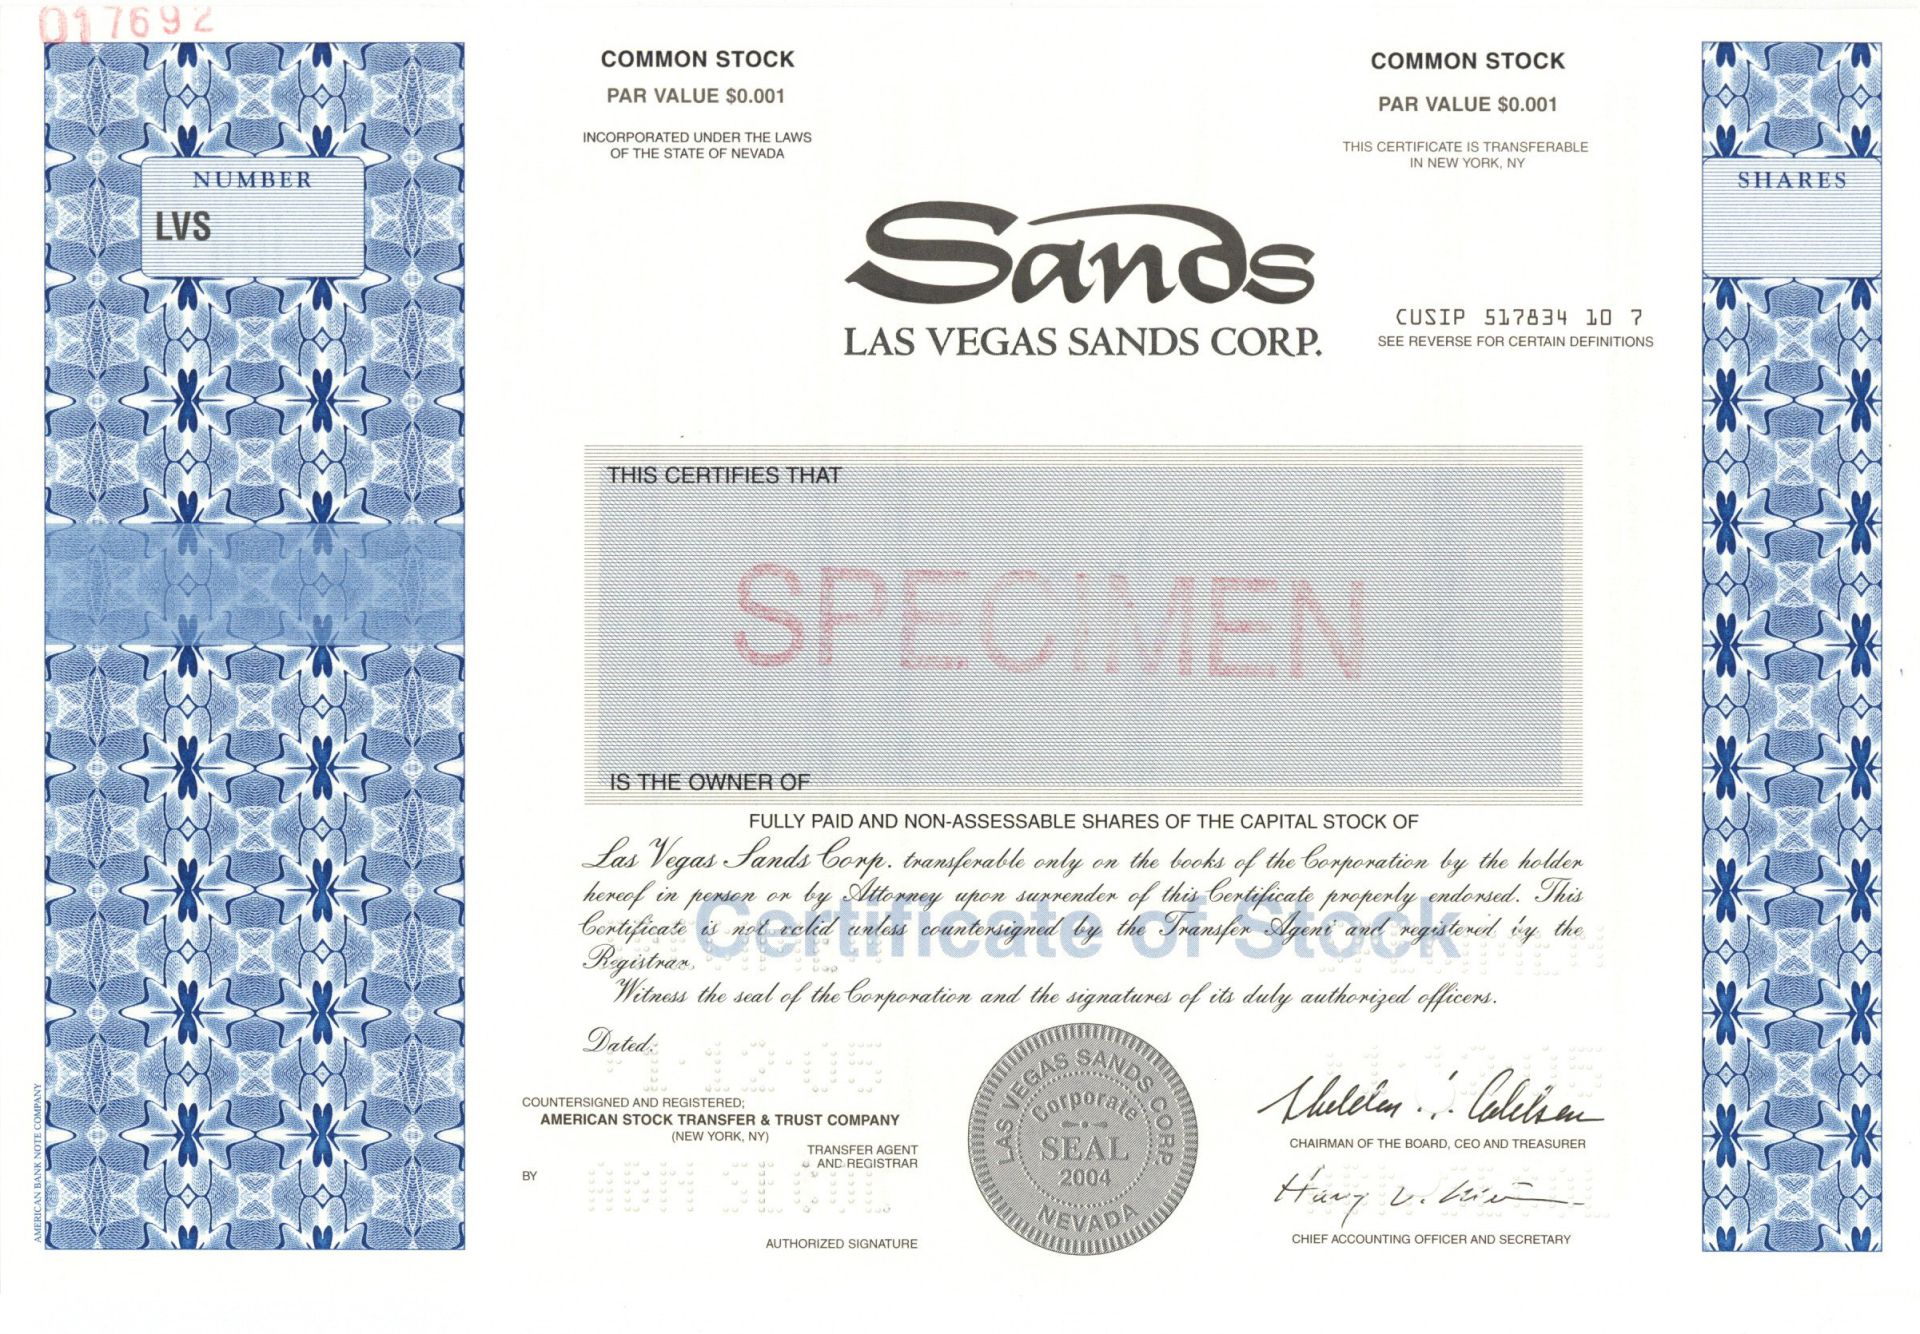 017692
COMMON STOCK
PAR VALUE $0.001
INCORPORATED UNDER THE LAWS
OF THE STATE OF NEVADA
COMMON STOCK
PAR VALUE $0.001
THIS CERTIFICATE IS TRANSFERABLE
IN NEW YORK, NY
NUMBER
LVS
SHARES
Sands
LAS VEGAS SANDS CORP.
CUSIP 517834 10 7
SEE REVERSE FOR CERTAIN DEFINITIONS
THIS CERTIFIES THAT
SPECIMEN
IS THE OWNER OF
FULLY PAID AND NON-ASSESSABLE SHARES OF THE CAPITAL STOCK OF
Las Vegas Sands Corp. transferable only on the books of the Corporation by the holder
hereof in person or by Attorney upon surrender of this Certificate properly endorsed. This
Certificate is not valid unless countersigned by the Transfer Agent and registered by the
Registrar.
Certificate of Stock
Witness the seal of the Corporation and the signatures of its duly authorized officers.
Dated:
1-12-05
COUNTERSIGNED AND REGISTERED;
AMERICAN STOCK TRANSFER & TRUST COMPANY
(NEW YORK, NY)
TRANSFER AGENT
AND REGISTRAR
BY
AUTHORIZED SIGNATURE
LAS VEGAS SANDS CORP.
Corporate
SEAL
2004
NEVADA
Sheldon G. Adelson
CHAIRMAN OF THE BOARD, CEO AND TREASURER
Harry D.
CHIEF ACCOUNTING OFFICER AND SECRETARY
AMERICAN BANK NOTE COMPANY